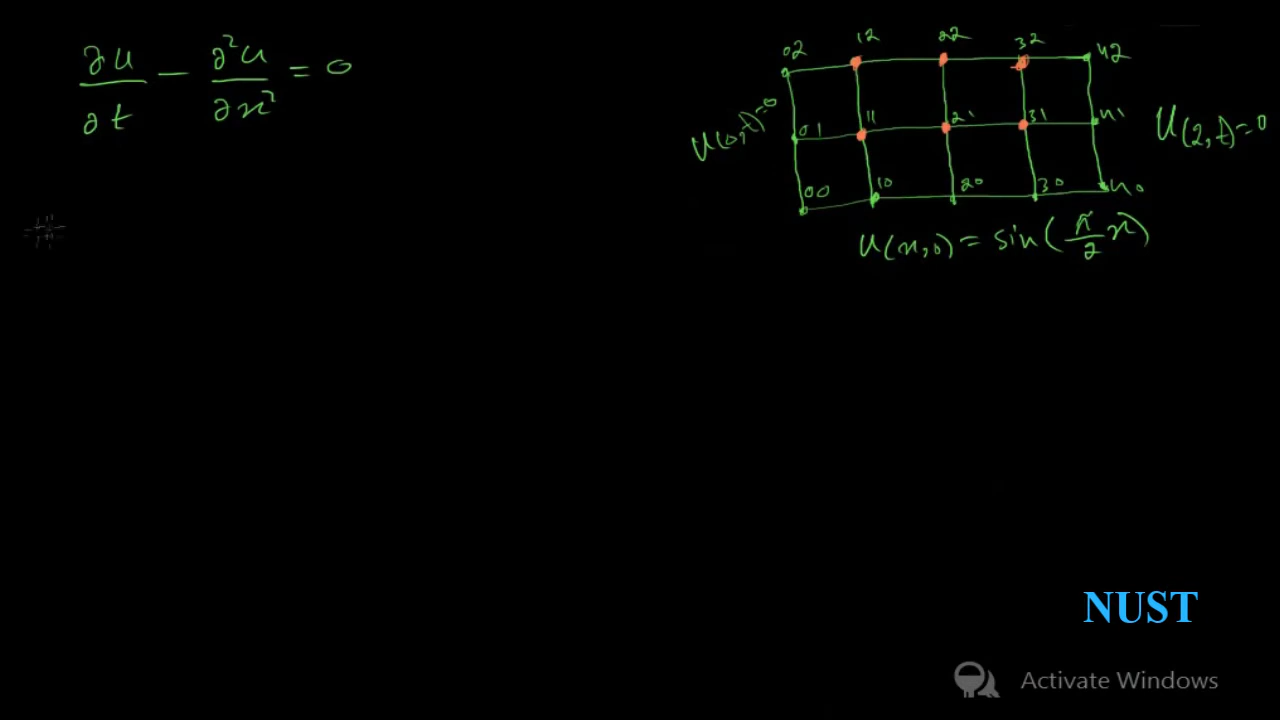 ∂u/∂t − ∂²u/∂x² = 0
02 12 22 32 42
u(0,t)=0
01 11 21 31 41
u(2,t)=0
00 10 20 30 40
u(x,0) = sin(π/2 x)
NUST
Activate Windows